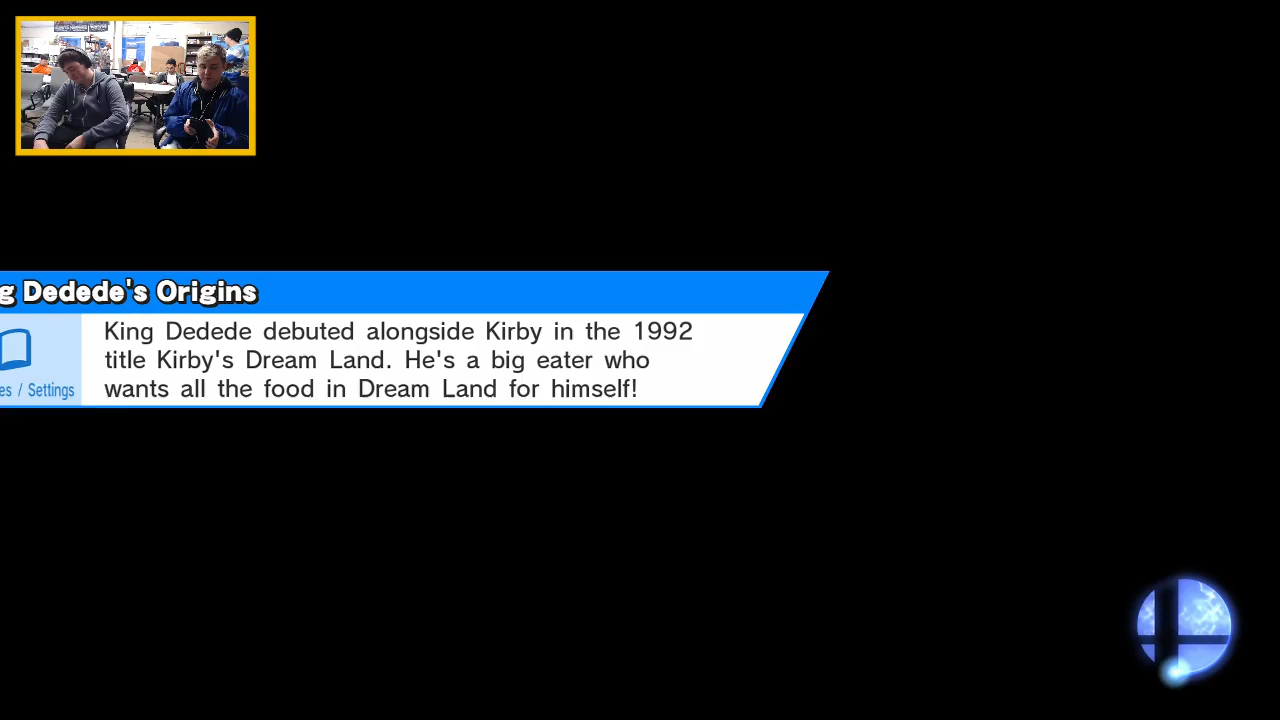 g Dedede's Origins
King Dedede debuted alongside Kirby in the 1992
title Kirby's Dream Land. He's a big eater who
wants all the food in Dream Land for himself!
es / Settings